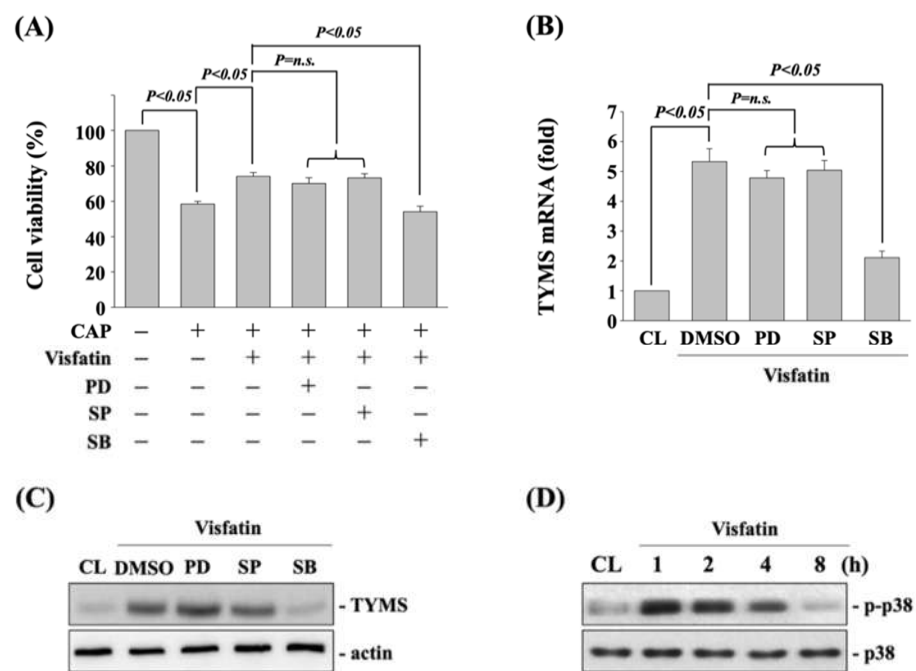 (A)
P<0.05
P=n.s.
P<0.05
P<0.05
Cell viability (%)
100
80
60
40
20
0
CAP – + + + + +
Visfatin – – + + + +
PD – – – + – –
SP – – – – + –
SB – – – – – +
(B)
P<0.05
P=n.s.
P<0.05
TYMS mRNA (fold)
7
6
5
4
3
2
1
0
CL DMSO PD SP SB
Visfatin
(C)
Visfatin
CL DMSO PD SP SB
- TYMS
- actin
(D)
Visfatin
CL 1 2 4 8 (h)
- p-p38
- p38